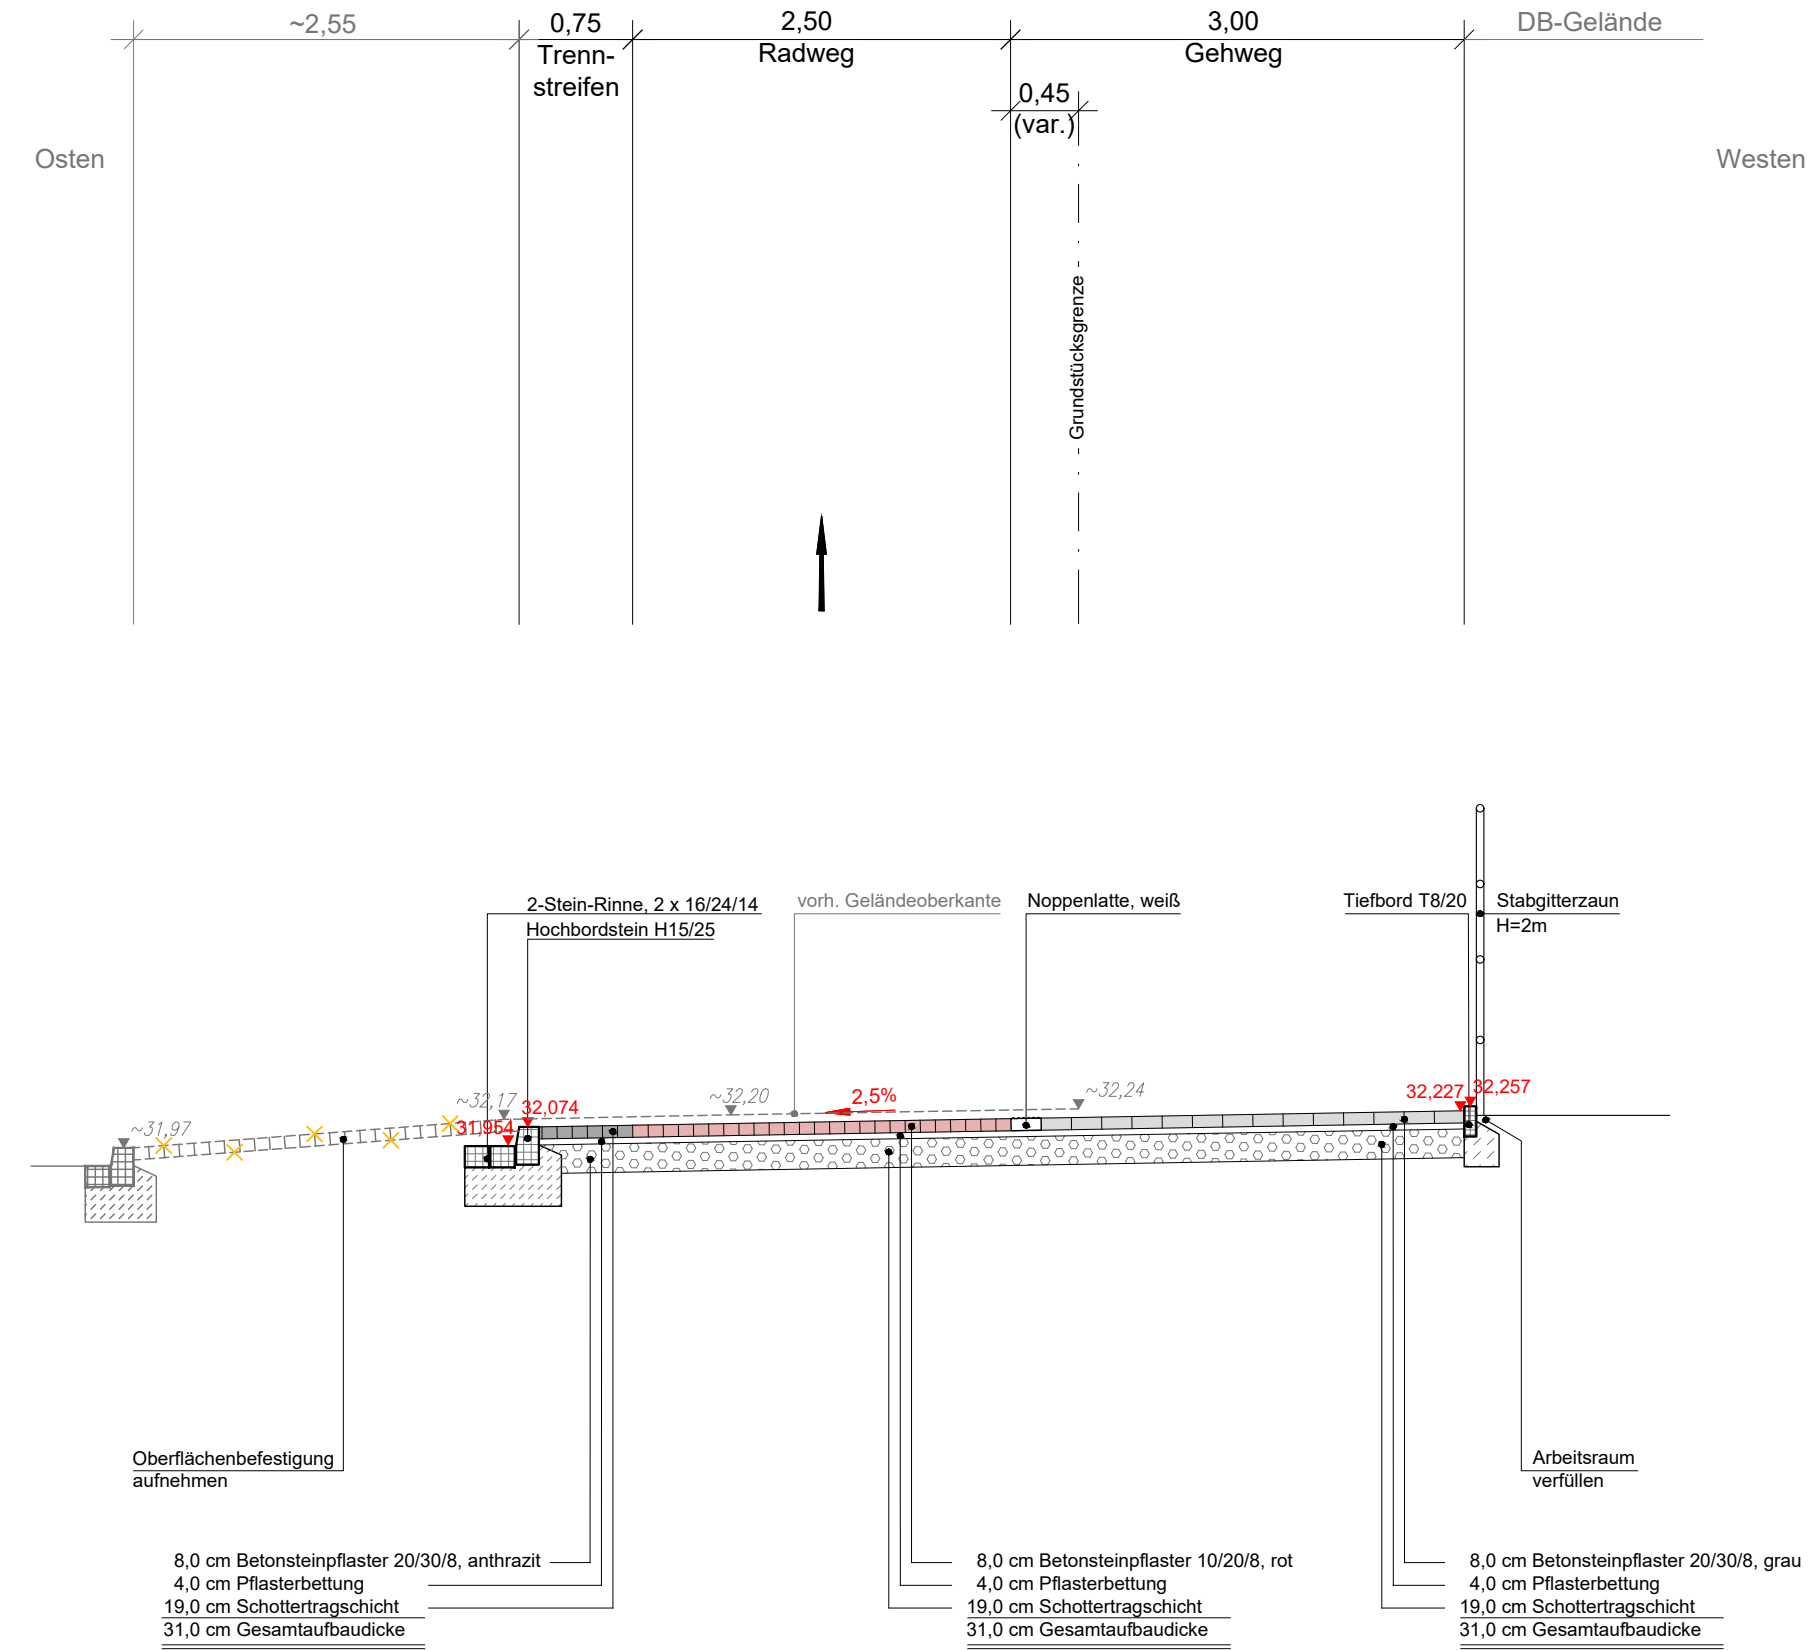 ~2,55
0,75
2,50
3,00
DB-Gelände
Trenn-
streifen
Radweg
Gehweg
0,45
(var.)
Osten
Westen
Grundstücksgrenze
2-Stein-Rinne, 2 x 16/24/14
Hochbordstein H15/25
vorh. Geländeoberkante
Noppenlatte, weiß
Tiefbord T8/20
Stabgitterzaun
H=2m
~31,97
~32,17
32,074
31,954
~32,20
2,5%
~32,24
32,227
32,257
Oberflächenbefestigung
aufnehmen
Arbeitsraum
verfüllen
8,0 cm Betonsteinpflaster 20/30/8, anthrazit
4,0 cm Pflasterbettung
19,0 cm Schottertragschicht
31,0 cm Gesamtaufbaudicke
8,0 cm Betonsteinpflaster 10/20/8, rot
4,0 cm Pflasterbettung
19,0 cm Schottertragschicht
31,0 cm Gesamtaufbaudicke
8,0 cm Betonsteinpflaster 20/30/8, grau
4,0 cm Pflasterbettung
19,0 cm Schottertragschicht
31,0 cm Gesamtaufbaudicke